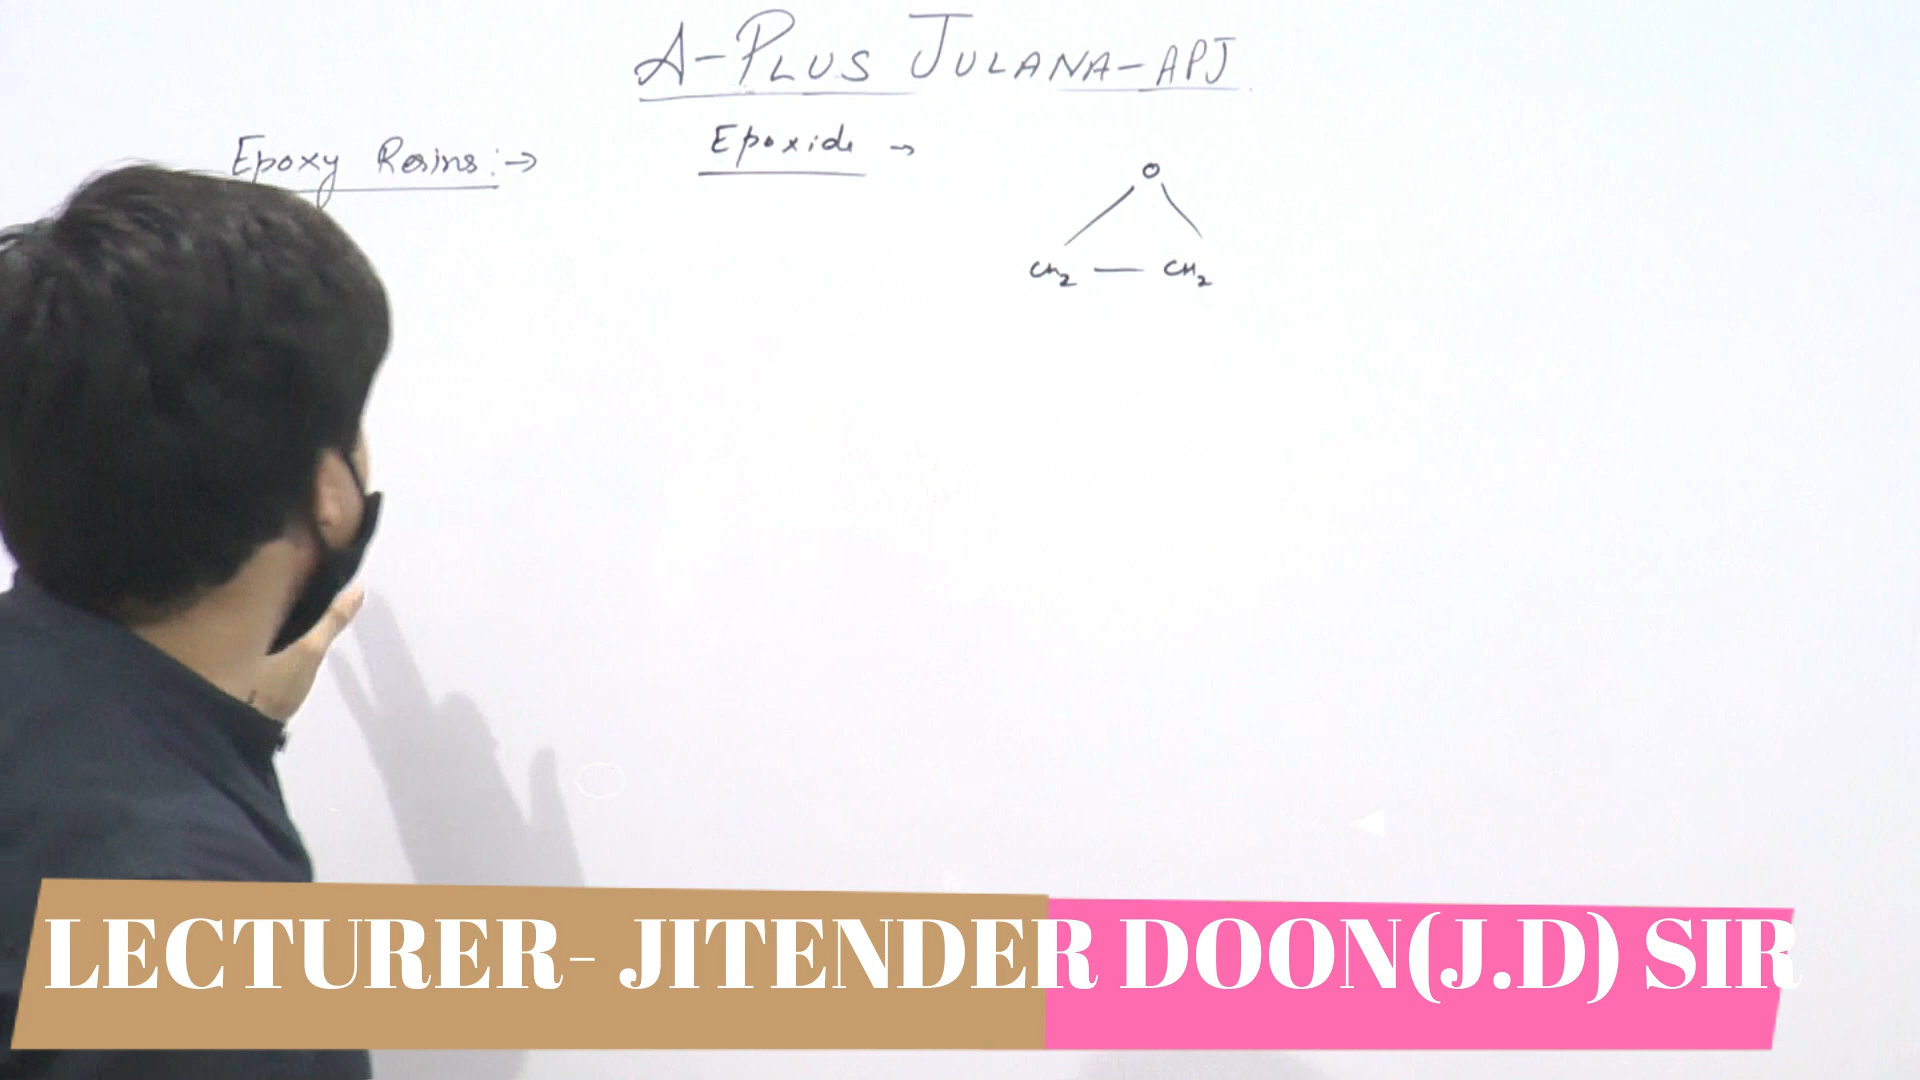 A-PLUS JULANA-APJ
Epoxy Resins:→ Epoxide →
O
CH2 — CH2
LECTURER- JITENDER DOON(J.D) SIR